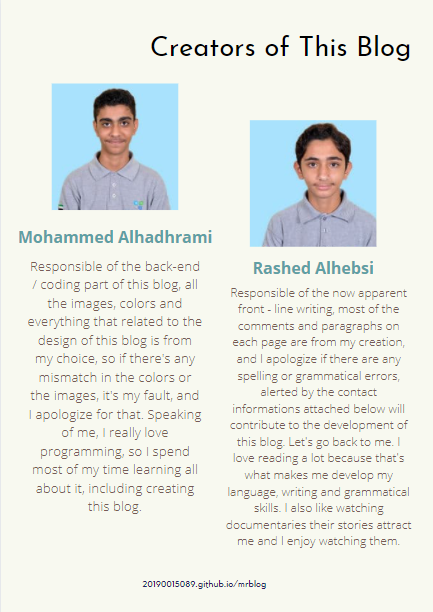 Creators of This Blog
Mohammed Alhadhrami
Responsible of the back-end
/ coding part of this blog, all
the images, colors and
everything that related to the
design of this blog is from
my choice, so if there's any
mismatch in the colors or
the images, it's my fault, and
I apologize for that. Speaking
of me, I really love
programming, so I spend
most of my time learning all
about it, including creating
this blog.
Rashed Alhebsi
Responsible of the now apparent
front - line writing, most of the
comments and paragraphs on
each page are from my creation,
and I apologize if there are any
spelling or grammatical errors,
alerted by the contact
informations attached below will
contribute to the development of
this blog. Let's go back to me. I
love reading a lot because that's
what makes me develop my
language, writing and grammatical
skills. I also like watching
documentaries their stories attract
me and I enjoy watching them.
20190015089.github.io/mrblog